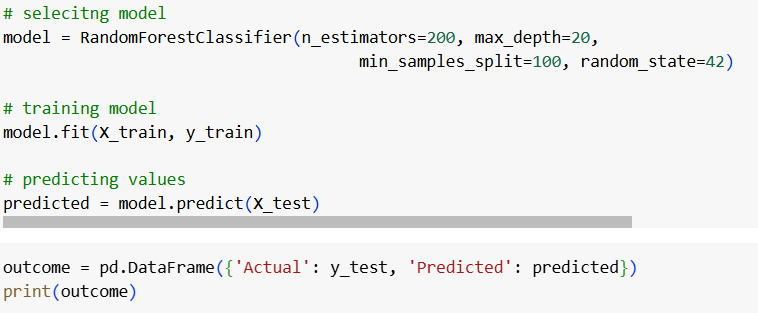 # selecitng model
model = RandomForestClassifier(n_estimators=200, max_depth=20,
min_samples_split=100, random_state=42)
# training model
model.fit(X_train, y_train)
# predicting values
predicted = model.predict(X_test)
outcome = pd.DataFrame({'Actual': y_test, 'Predicted': predicted})
print(outcome)